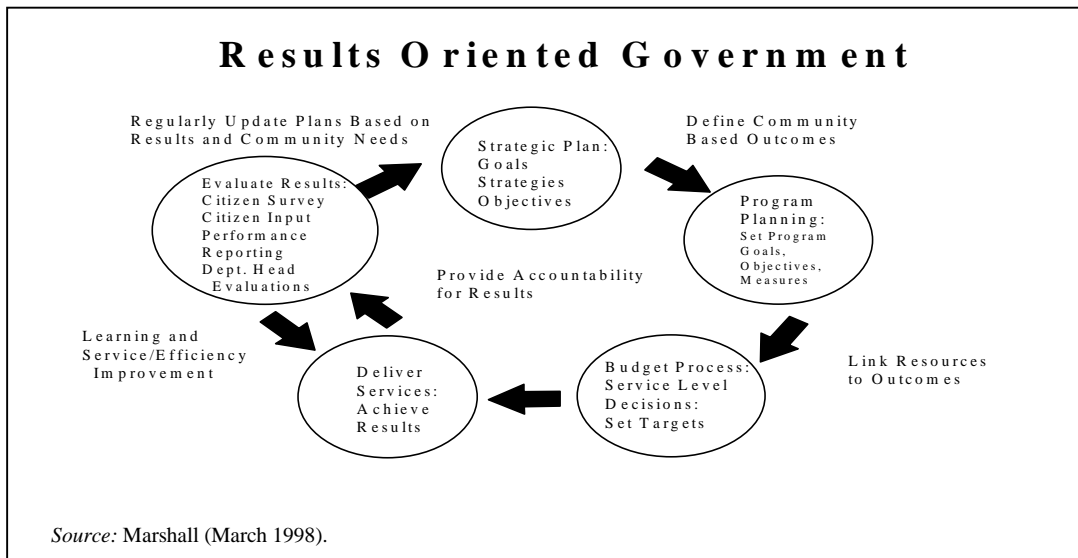 Results Oriented Government
Regularly Update Plans Based on
Results and Community Needs
Strategic Plan:
Goals
Strategies
Objectives
Define Community
Based Outcomes
Evaluate Results:
Citizen Survey
Citizen Input
Performance
Reporting
Dept. Head
Evaluations
Program
Planning:
Set Program
Goals,
Objectives,
Measures
Provide Accountability
for Results
Learning and
Service/Efficiency
Improvement
Deliver
Services:
Achieve
Results
Budget Process:
Service Level
Decisions:
Set Targets
Link Resources
to Outcomes
Source: Marshall (March 1998).